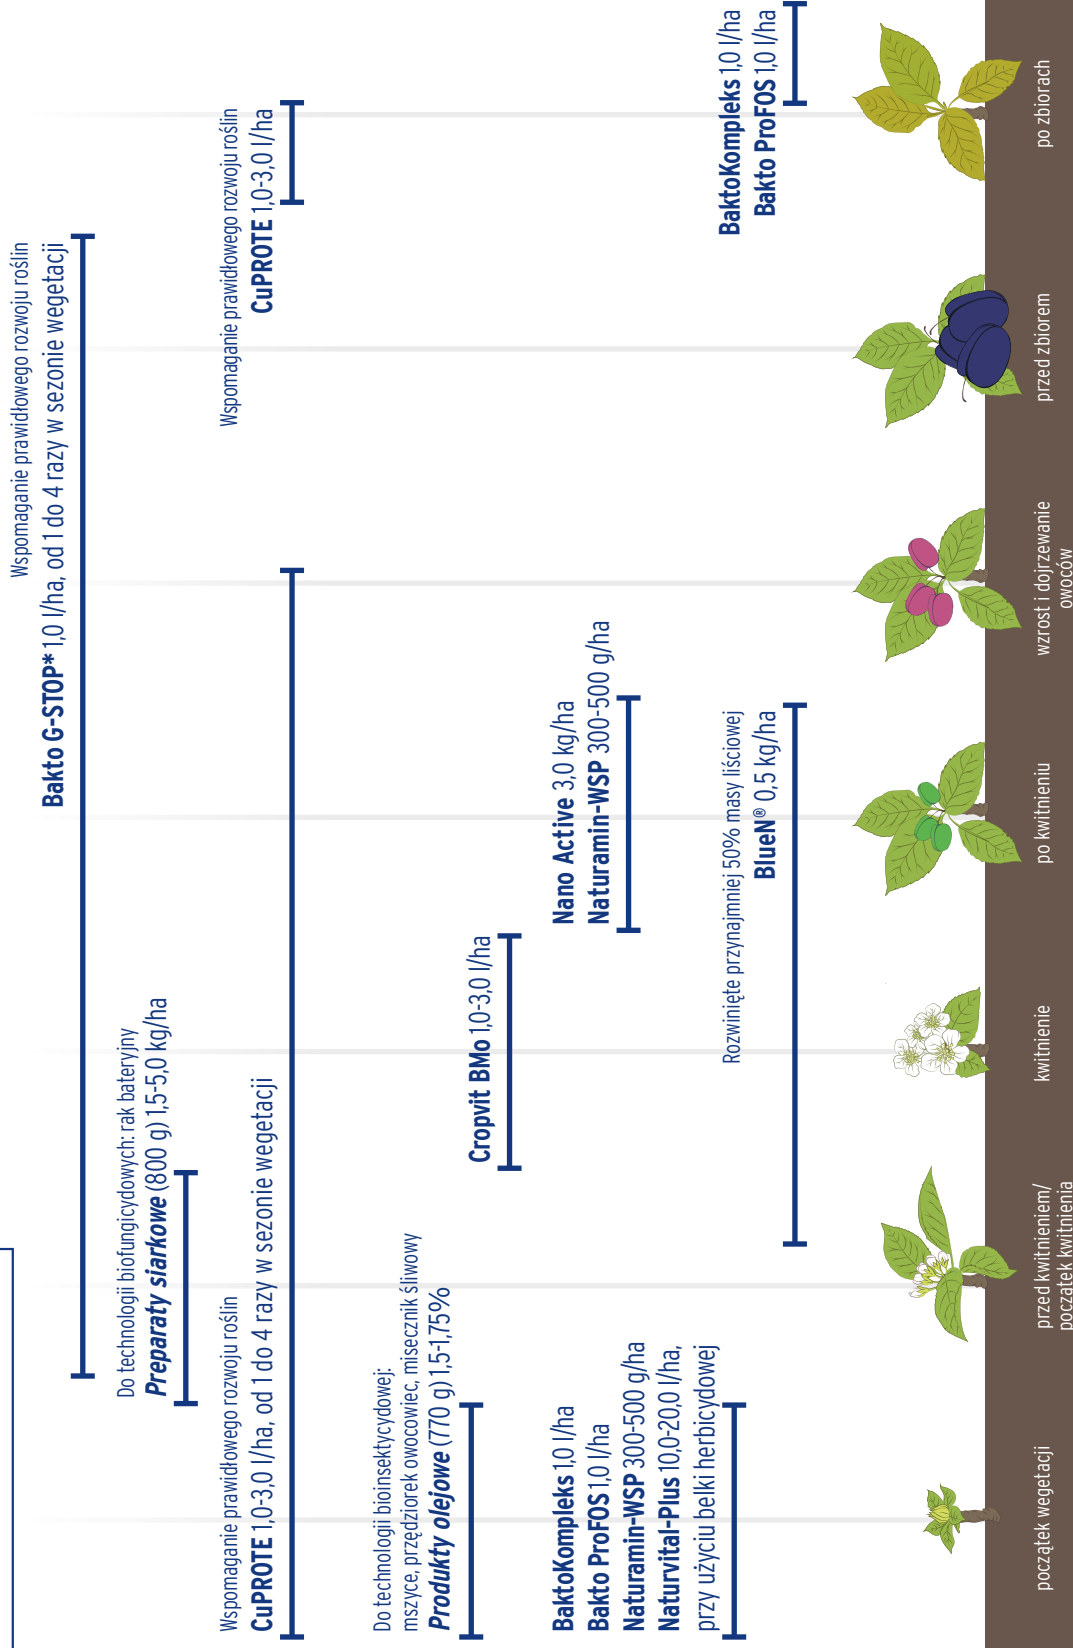 Wspomaganie prawidłowego rozwoju roślin
Bakto G-STOP* 1,0 l/ha, od 1 do 4 razy w sezonie wegetacji
Do technologii biofungicydowych: rak bateryjny
Preparaty siarkowe (800 g) 1,5-5,0 kg/ha
Wspomaganie prawidłowego rozwoju roślin
CuPROTE 1,0-3,0 l/ha, od 1 do 4 razy w sezonie wegetacji
Wspomaganie prawidłowego rozwoju roślin
CuPROTE 1,0-3,0 l/ha
Do technologii bioinsektycydowej:
mszyce, przędziorek owocowiec, misecznik śliwowy
Produkty olejowe (770 g) 1,5-1,75%
Cropvit BMo 1,0-3,0 l/ha
BaktoKompleks 1,0 l/ha
Bakto ProFOS 1,0 l/ha
Naturamin-WSP 300-500 g/ha
Naturvital-Plus 10,0-20,0 l/ha,
przy użyciu belki herbicydowej
Nano Active 3,0 kg/ha
Naturamin-WSP 300-500 g/ha
Rozwinięte przynajmniej 50% masy liściowej
BlueN® 0,5 kg/ha
BaktoKompleks 1,0 l/ha
Bakto ProFOS 1,0 l/ha
początek wegetacji
przed kwitnieniem/
początek kwitnienia
kwitnienie
po kwitnieniu
wzrost i dojrzewanie
owoców
przed zbiorem
po zbiorach